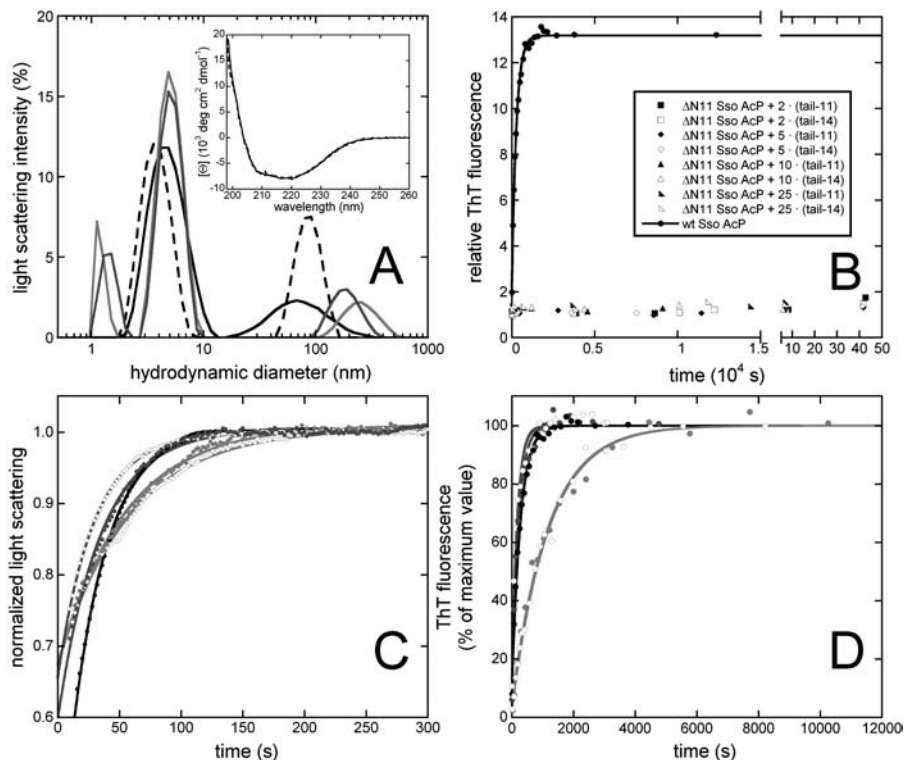 20
15
10
5
0
light scattering intensity (%)
1 10 100 1000
hydrodynamic diameter (nm)
A
20
15
10
5
0
-5
-10
[Θ] (10³ deg cm² dmol⁻¹)
200 210 220 230 240 250 260
wavelength (nm)
14
12
10
8
6
4
2
0
relative ThT fluorescence
ΔN11 Sso AcP + 2 · (tail-11)
ΔN11 Sso AcP + 2 · (tail-14)
ΔN11 Sso AcP + 5 · (tail-11)
ΔN11 Sso AcP + 5 · (tail-14)
ΔN11 Sso AcP + 10 · (tail-11)
ΔN11 Sso AcP + 10 · (tail-14)
ΔN11 Sso AcP + 25 · (tail-11)
ΔN11 Sso AcP + 25 · (tail-14)
wt Sso AcP
B
0 0.5 1 1.5 10 20 30 40 50
time (10⁴ s)
1.0
0.9
0.8
0.7
0.6
normalized light scattering
C
0 50 100 150 200 250 300
time (s)
100
80
60
40
20
0
ThT fluorescence
(% of maximum value)
D
0 2000 4000 6000 8000 10000 12000
time (s)